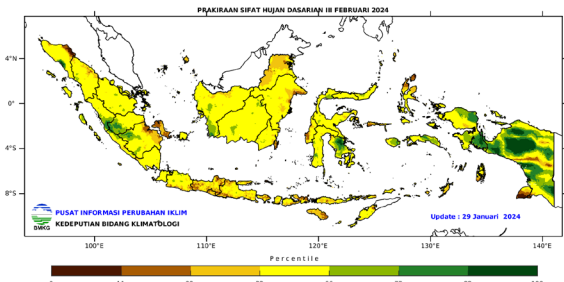 PRAKIRAAN SIFAT HUJAN DASARIAN III FEBRUARI 2024
4°N
0°
4°S
8°S
PUSAT INFORMASI PERUBAHAN IKLIM
KEDEPUTIAN BIDANG KLIMATOLOGI
BMKG
Update : 29 Januari 2024
100°E 110°E 120°E 130°E 140°E
Percentile